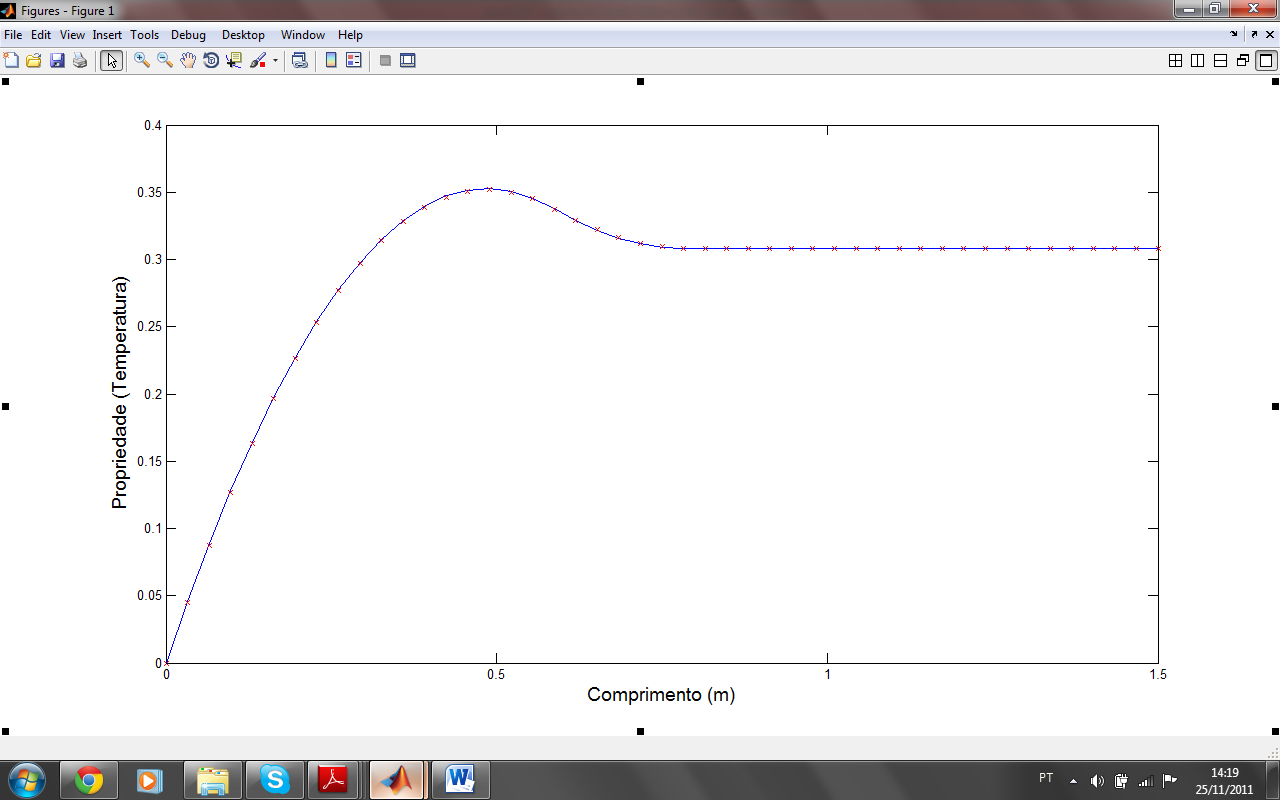 Figures - Figure 1
File Edit View Insert Tools Debug Desktop Window Help
0.4
0.35
0.3
0.25
0.2
0.15
0.1
0.05
0
Propriedade (Temperatura)
0 0.5 1 1.5
Comprimento (m)
PT 14:19
25/11/2011